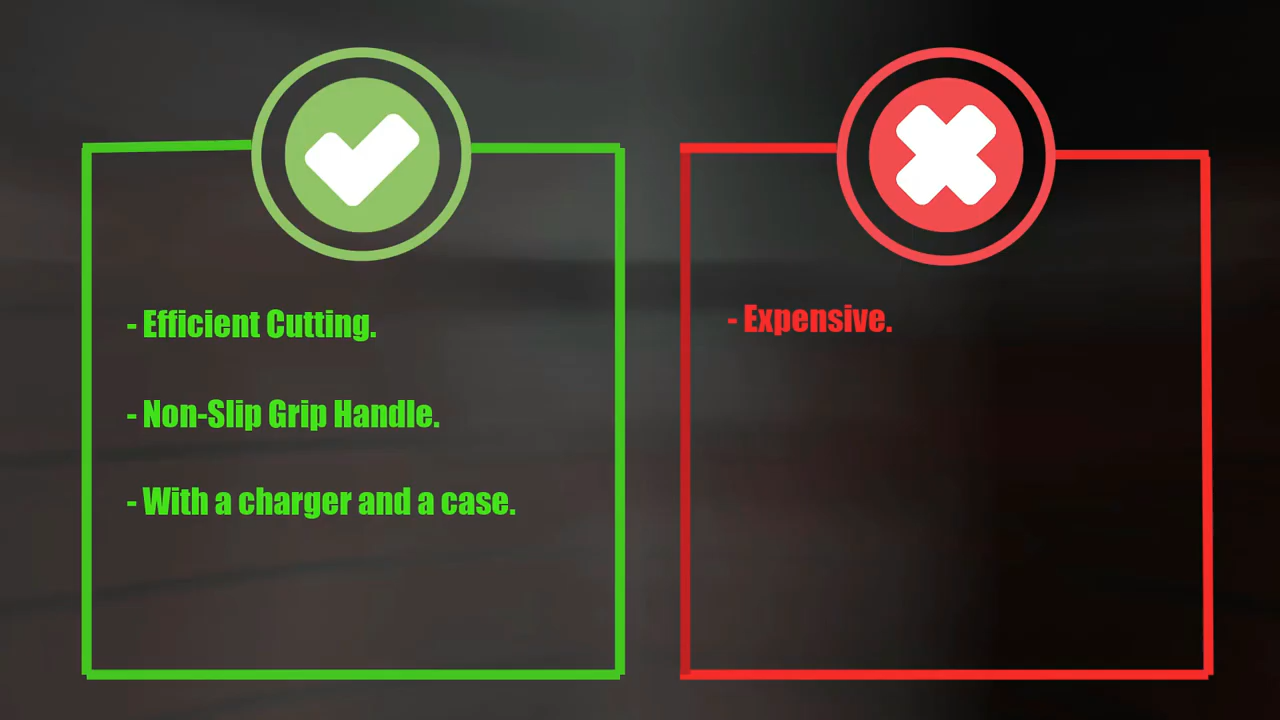 - Efficient Cutting.
- Non-Slip Grip Handle.
- With a charger and a case.
- Expensive.